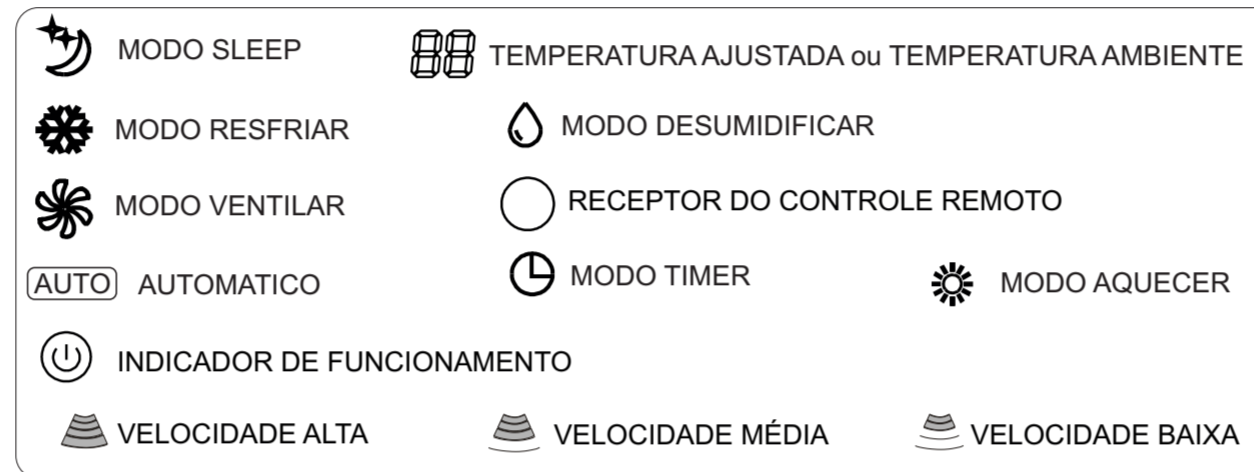 MODO SLEEP
88 TEMPERATURA AJUSTADA ou TEMPERATURA AMBIENTE
MODO RESFRIAR
MODO DESUMIDIFICAR
MODO VENTILAR
RECEPTOR DO CONTROLE REMOTO
AUTO AUTOMATICO
MODO TIMER
MODO AQUECER
INDICADOR DE FUNCIONAMENTO
VELOCIDADE ALTA
VELOCIDADE MÉDIA
VELOCIDADE BAIXA